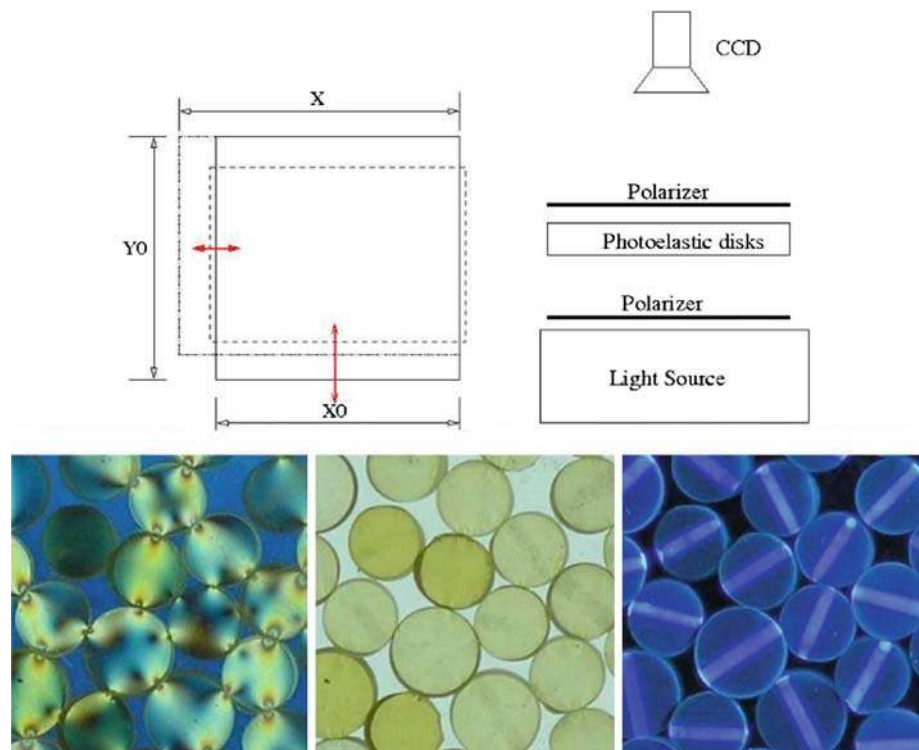 CCD
X
Polarizer
Y0
Photoelastic disks
Polarizer
Light Source
X0